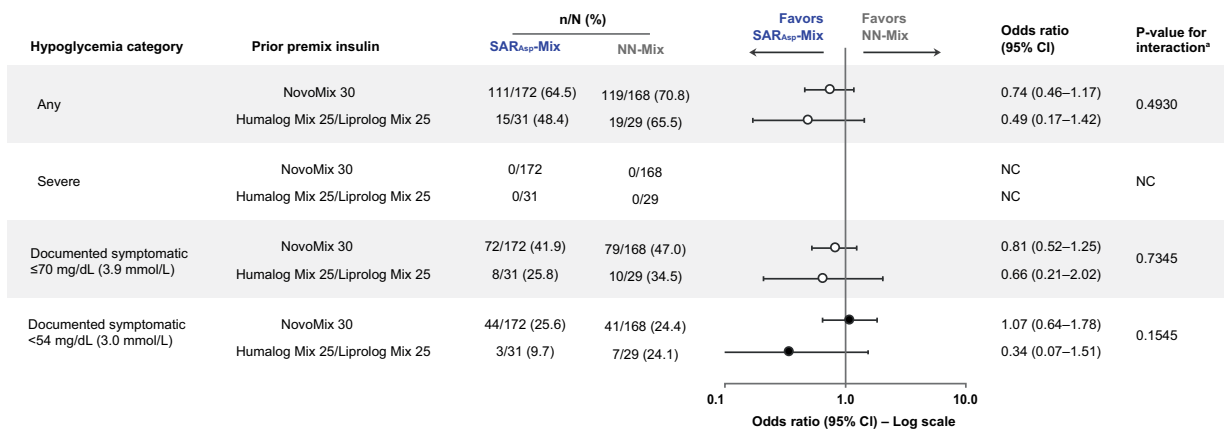 n/N (%)
Favors
SARAsp-Mix
Favors
NN-Mix
Hypoglycemia category Prior premix insulin SARAsp-Mix NN-Mix Odds ratio
(95% CI) P-value for
interactionª
Any NovoMix 30 111/172 (64.5) 119/168 (70.8) 0.74 (0.46–1.17) 0.4930
Humalog Mix 25/Liprolog Mix 25 15/31 (48.4) 19/29 (65.5) 0.49 (0.17–1.42)
Severe NovoMix 30 0/172 0/168 NC NC
Humalog Mix 25/Liprolog Mix 25 0/31 0/29 NC
Documented symptomatic
≤70 mg/dL (3.9 mmol/L)
NovoMix 30 72/172 (41.9) 79/168 (47.0) 0.81 (0.52–1.25) 0.7345
Humalog Mix 25/Liprolog Mix 25 8/31 (25.8) 10/29 (34.5) 0.66 (0.21–2.02)
Documented symptomatic
<54 mg/dL (3.0 mmol/L)
NovoMix 30 44/172 (25.6) 41/168 (24.4) 1.07 (0.64–1.78) 0.1545
Humalog Mix 25/Liprolog Mix 25 3/31 (9.7) 7/29 (24.1) 0.34 (0.07–1.51)
0.1 1.0 10.0
Odds ratio (95% CI) – Log scale